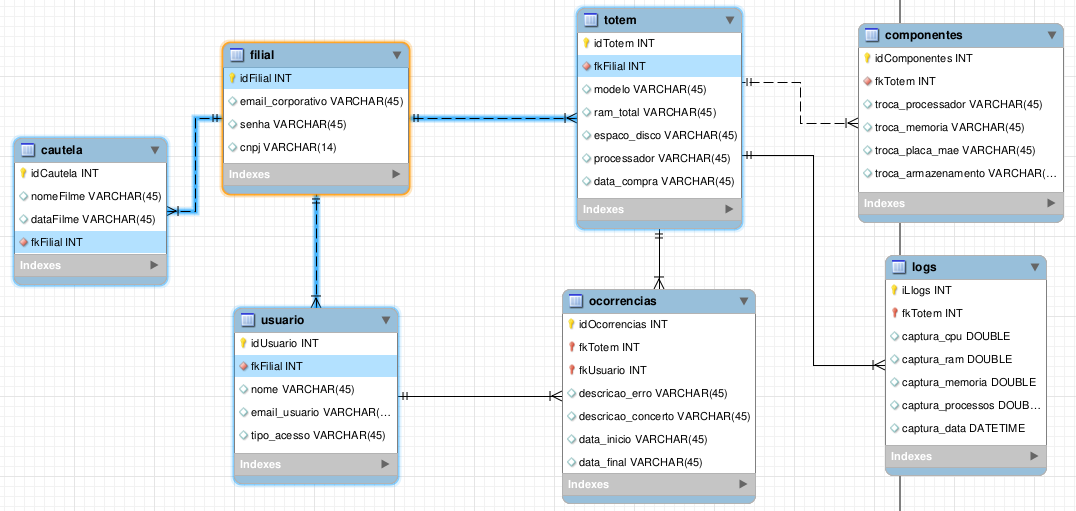 filial
idFilial INT
email_corporativo VARCHAR(45)
senha VARCHAR(45)
cnpj VARCHAR(14)
Indexes
totem
idTotem INT
fkFilial INT
modelo VARCHAR(45)
ram_total VARCHAR(45)
espaco_disco VARCHAR(45)
processador VARCHAR(45)
data_compra VARCHAR(45)
Indexes
componentes
idComponentes INT
fkTotem INT
troca_processador VARCHAR(45)
troca_memoria VARCHAR(45)
troca_placa_mae VARCHAR(45)
troca_armazenamento VARCHAR(...
Indexes
cautela
idCautela INT
nomeFilme VARCHAR(45)
dataFilme VARCHAR(45)
fkFilial INT
Indexes
usuario
idUsuario INT
fkFilial INT
nome VARCHAR(45)
email_usuario VARCHAR(...
tipo_acesso VARCHAR(45)
Indexes
ocorrencias
idOcorrencias INT
fkTotem INT
fkUsuario INT
descricao_erro VARCHAR(45)
descricao_concerto VARCHAR(45)
data_inicio VARCHAR(45)
data_final VARCHAR(45)
Indexes
logs
iLlogs INT
fkTotem INT
captura_cpu DOUBLE
captura_ram DOUBLE
captura_memoria DOUBLE
captura_processos DOUB...
captura_data DATETIME
Indexes